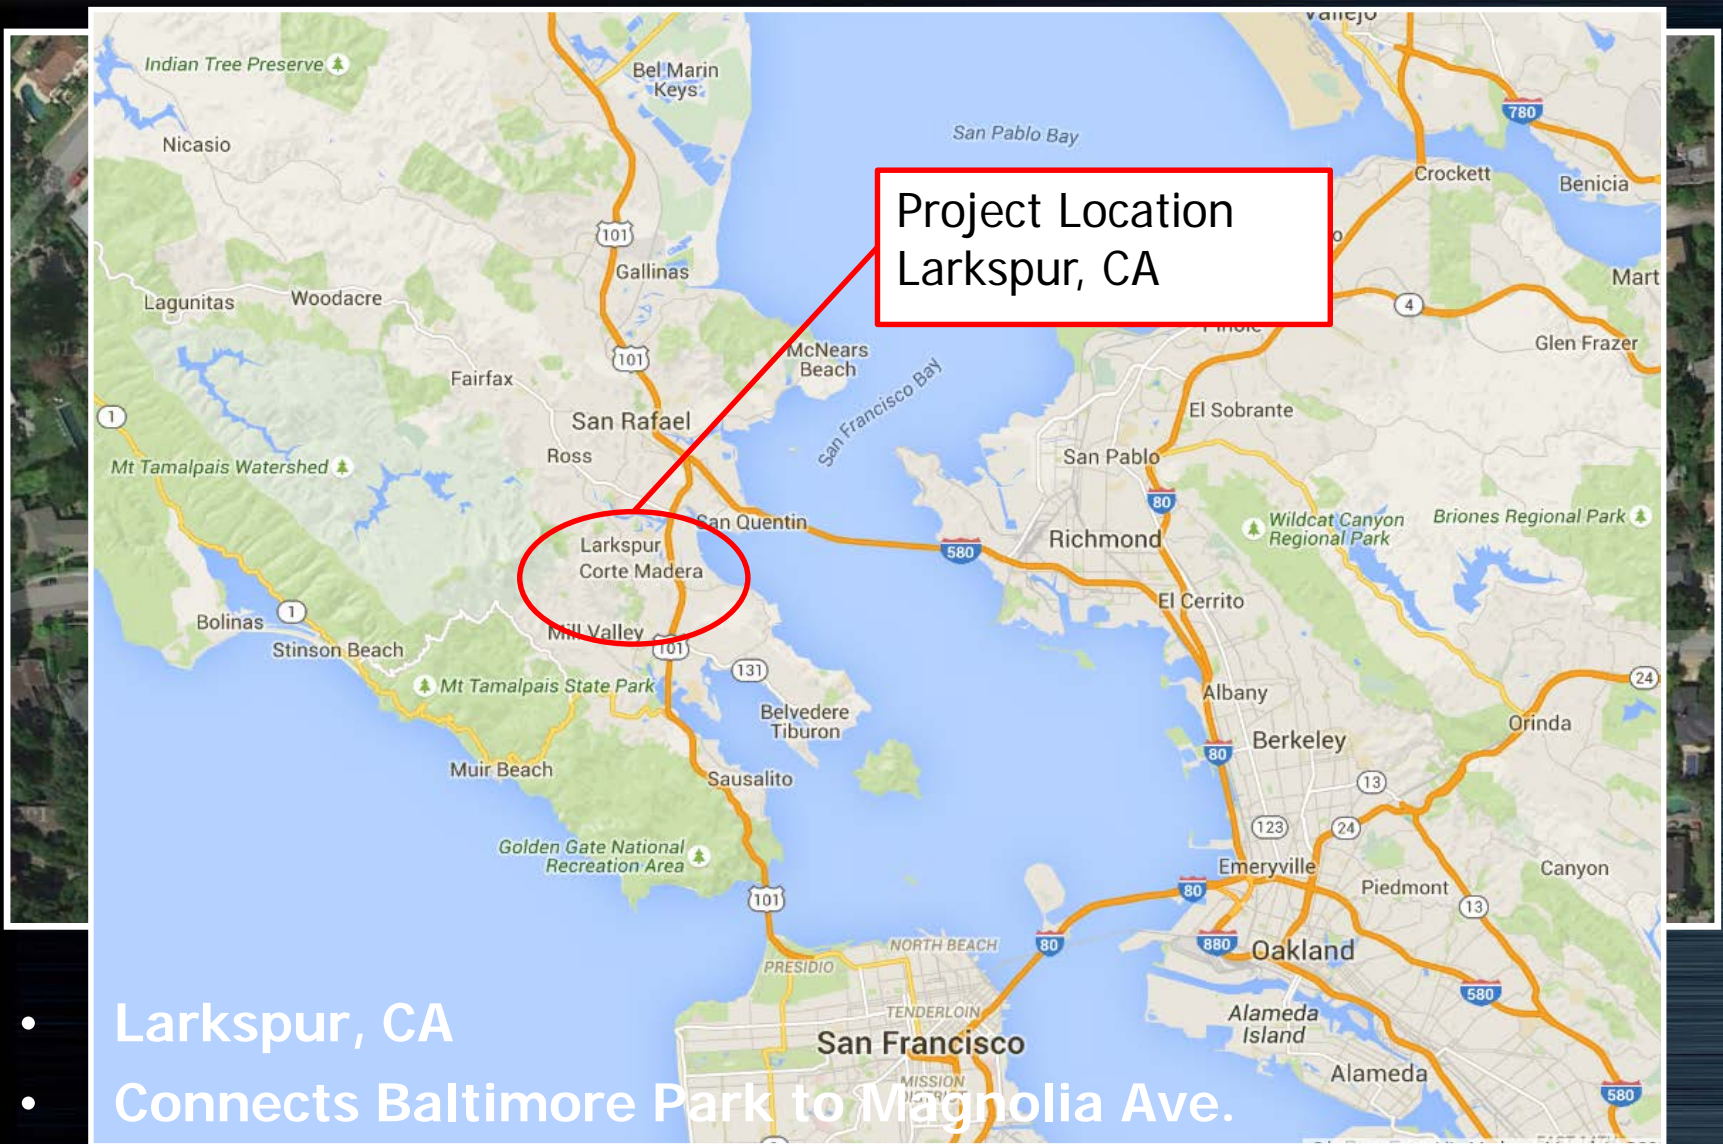 Vallejo
Indian Tree Preserve
Bel Marin
Keys
780
Nicasio
San Pablo Bay
Crockett
Benicia
Project Location
Larkspur, CA
101
Gallinas
Mart
Lagunitas
Woodacre
4
Glen Frazer
McNears
Beach
101
Fairfax
San Francisco Bay
1
San Rafael
El Sobrante
Ross
San Pablo
Mt Tamalpais Watershed
80
San Quentin
Wildcat Canyon
Regional Park
Briones Regional Park
Richmond
Larkspur
Corte Madera
580
Bolinas
1
El Cerrito
Mill Valley
Stinson Beach
101
131
Mt Tamalpais State Park
Albany
24
Belvedere
Tiburon
Orinda
Berkeley
80
Muir Beach
Sausalito
13
123
24
Golden Gate National
Recreation Area
Emeryville
Canyon
80
Piedmont
101
13
NORTH BEACH
80
880
Oakland
PRESIDIO
580
TENDERLOIN
Alameda
Island
• Larkspur, CA
San Francisco
Alameda
MISSION
580
• Connects Baltimore Park to Magnolia Ave.